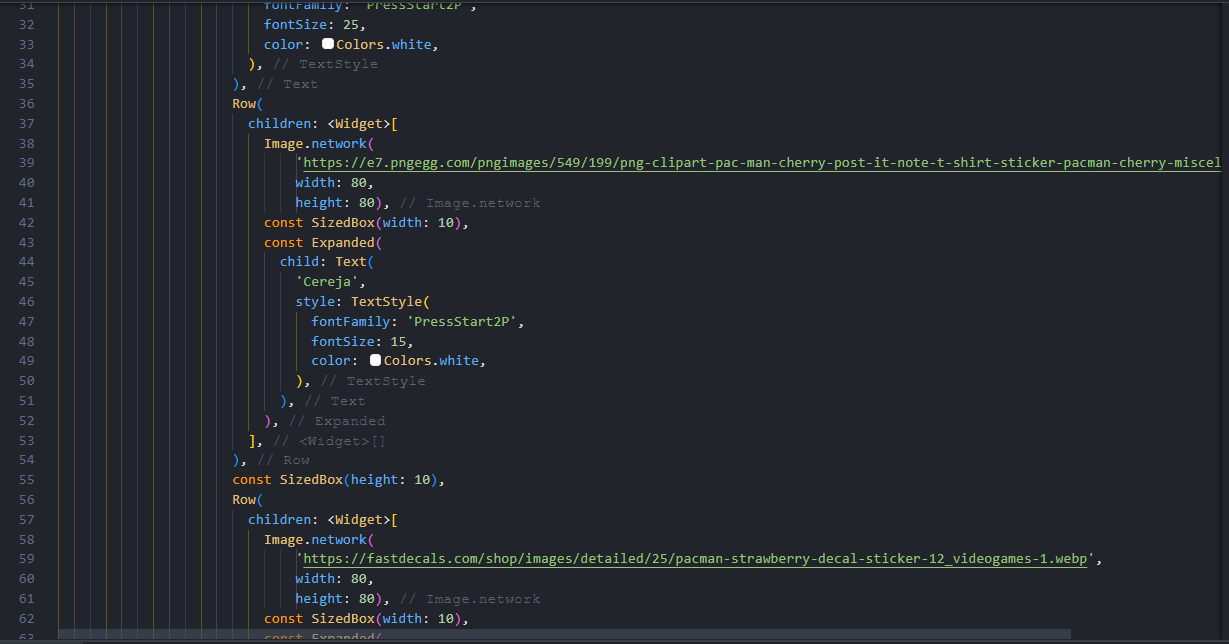 31 fontFamily: 'PressStart2P',
32 fontSize: 25,
33 color: Colors.white,
34 ), // TextStyle
35 ), // Text
36 Row(
37 children: <Widget>[
38 Image.network(
39 'https://e7.pngegg.com/pngimages/549/199/png-clipart-pac-man-cherry-post-it-note-t-shirt-sticker-pacman-cherry-miscel
40 width: 80,
41 height: 80), // Image.network
42 const SizedBox(width: 10),
43 const Expanded(
44 child: Text(
45 'Cereja',
46 style: TextStyle(
47 fontFamily: 'PressStart2P',
48 fontSize: 15,
49 color: Colors.white,
50 ), // TextStyle
51 ), // Text
52 ), // Expanded
53 ], // <Widget>[]
54 ), // Row
55 const SizedBox(height: 10),
56 Row(
57 children: <Widget>[
58 Image.network(
59 'https://fastdecals.com/shop/images/detailed/25/pacman-strawberry-decal-sticker-12_videogames-1.webp',
60 width: 80,
61 height: 80), // Image.network
62 const SizedBox(width: 10),
63 const Expanded(